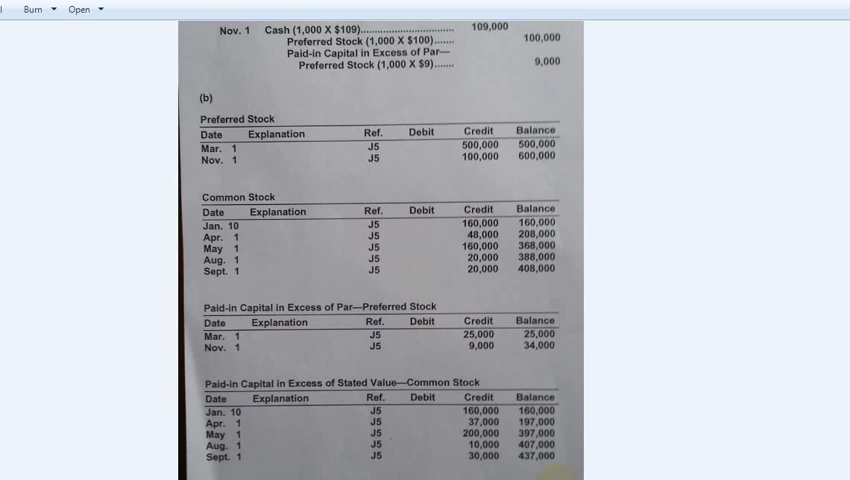 Burn Open
Nov. 1 Cash (1,000 X $109)................................ 109,000
Preferred Stock (1,000 X $100)....... 100,000
Paid-in Capital in Excess of Par—
Preferred Stock (1,000 X $9)....... 9,000
(b)
Preferred Stock
Date Explanation Ref. Debit Credit Balance
Mar. 1 J5 500,000 500,000
Nov. 1 J5 100,000 600,000
Common Stock
Date Explanation Ref. Debit Credit Balance
Jan. 10 J5 160,000 160,000
Apr. 1 J5 48,000 208,000
May 1 J5 160,000 368,000
Aug. 1 J5 20,000 388,000
Sept. 1 J5 20,000 408,000
Paid-in Capital in Excess of Par—Preferred Stock
Date Explanation Ref. Debit Credit Balance
Mar. 1 J5 25,000 25,000
Nov. 1 J5 9,000 34,000
Paid-in Capital in Excess of Stated Value—Common Stock
Date Explanation Ref. Debit Credit Balance
Jan. 10 J5 160,000 160,000
Apr. 1 J5 37,000 197,000
May 1 J5 200,000 397,000
Aug. 1 J5 10,000 407,000
Sept. 1 J5 30,000 437,000